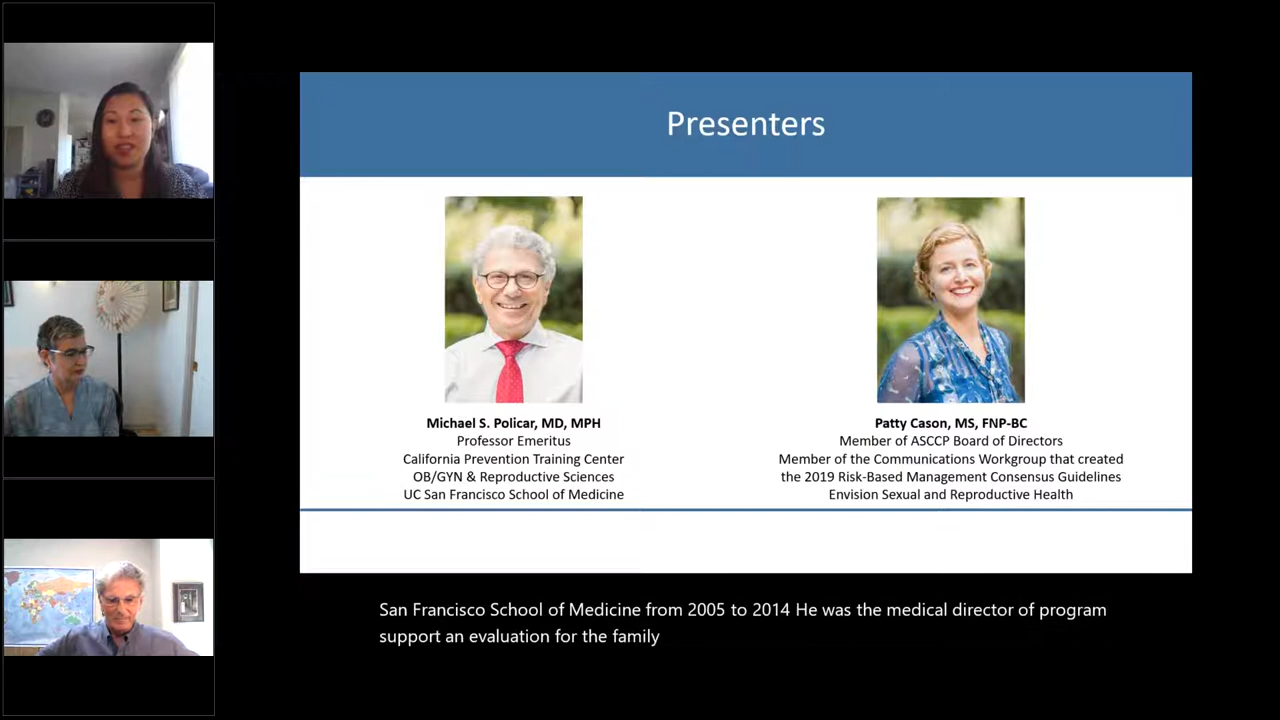 Presenters
Michael S. Policar, MD, MPH
Professor Emeritus
California Prevention Training Center
OB/GYN & Reproductive Sciences
UC San Francisco School of Medicine
Patty Cason, MS, FNP-BC
Member of ASCCP Board of Directors
Member of the Communications Workgroup that created
the 2019 Risk-Based Management Consensus Guidelines
Envision Sexual and Reproductive Health
San Francisco School of Medicine from 2005 to 2014 He was the medical director of program
support an evaluation for the family